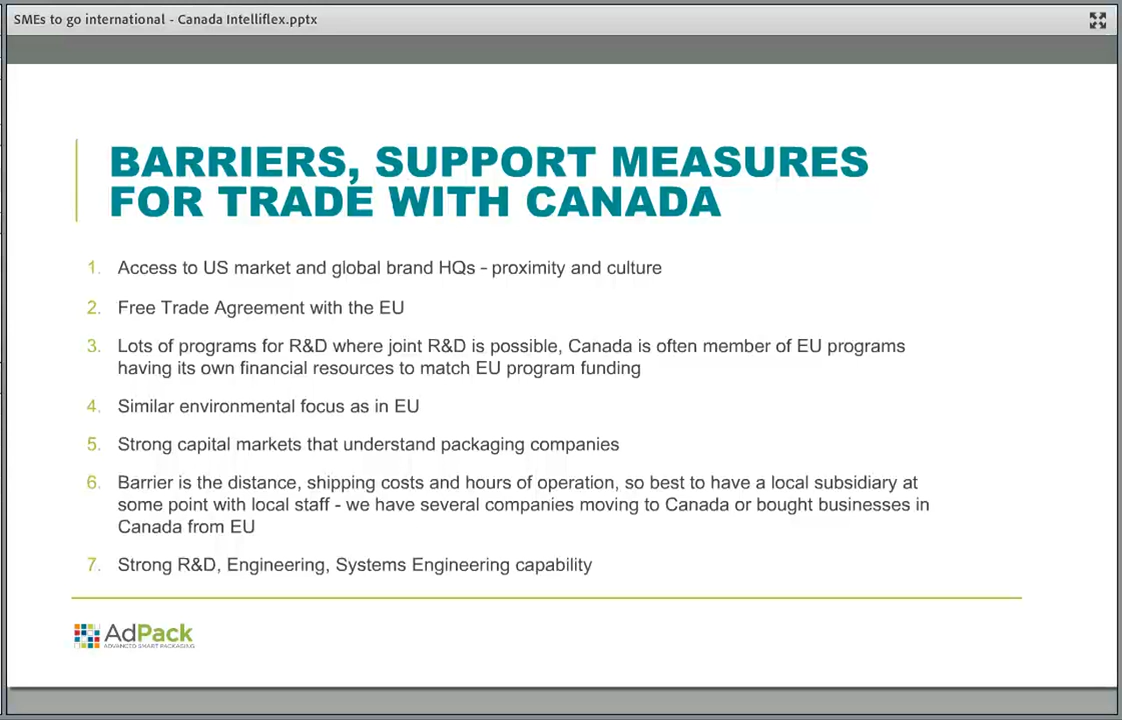 SMEs to go international - Canada Intelliflex.pptx
BARRIERS, SUPPORT MEASURES
FOR TRADE WITH CANADA
1. Access to US market and global brand HQs - proximity and culture
2. Free Trade Agreement with the EU
3. Lots of programs for R&D where joint R&D is possible, Canada is often member of EU programs
having its own financial resources to match EU program funding
4. Similar environmental focus as in EU
5. Strong capital markets that understand packaging companies
6. Barrier is the distance, shipping costs and hours of operation, so best to have a local subsidiary at
some point with local staff - we have several companies moving to Canada or bought businesses in
Canada from EU
7. Strong R&D, Engineering, Systems Engineering capability
AdPack
ADVANCED SMART PACKAGING